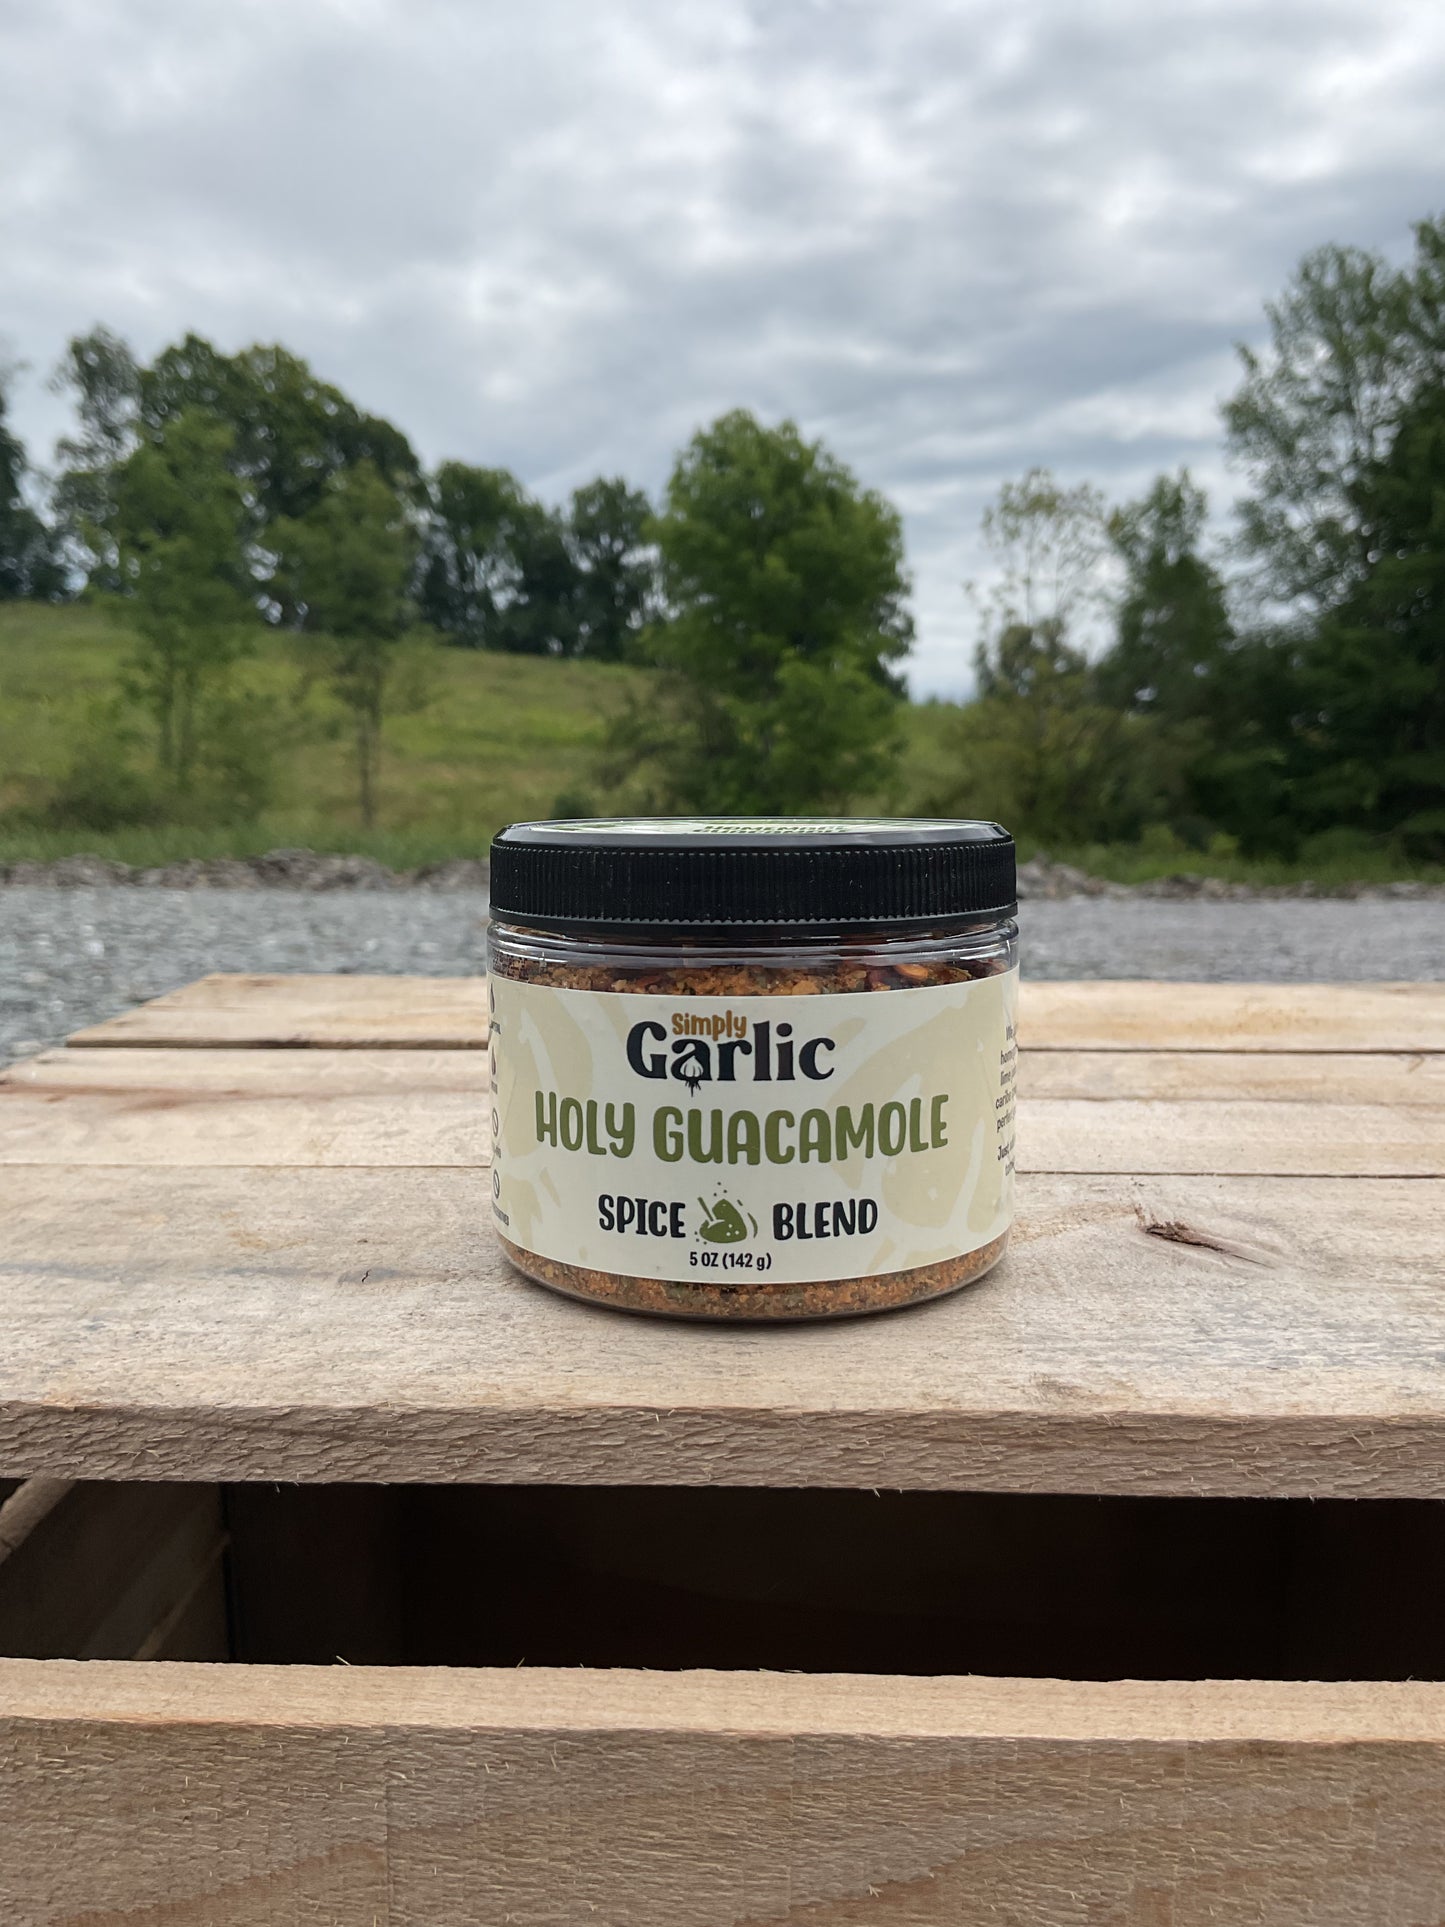 Simply
Garlic
HOLY GUACAMOLE
SPICE BLEND
5 OZ (142 g)